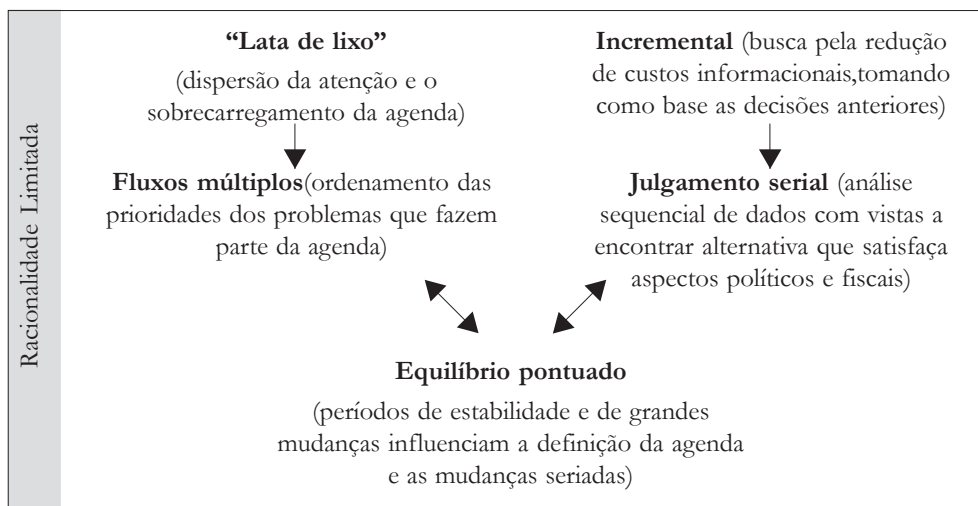 Racionalidade Limitada
“Lata de lixo”
(dispersão da atenção e o
sobrecarregamento da agenda)
Incremental (busca pela redução
de custos informacionais,tomando
como base as decisões anteriores)
Fluxos múltiplos(ordenamento das
prioridades dos problemas que fazem
parte da agenda)
Julgamento serial (análise
sequencial de dados com vistas a
encontrar alternativa que satisfaça
aspectos políticos e fiscais)
Equilíbrio pontuado
(períodos de estabilidade e de grandes
mudanças influenciam a definição da agenda
e as mudanças seriadas)